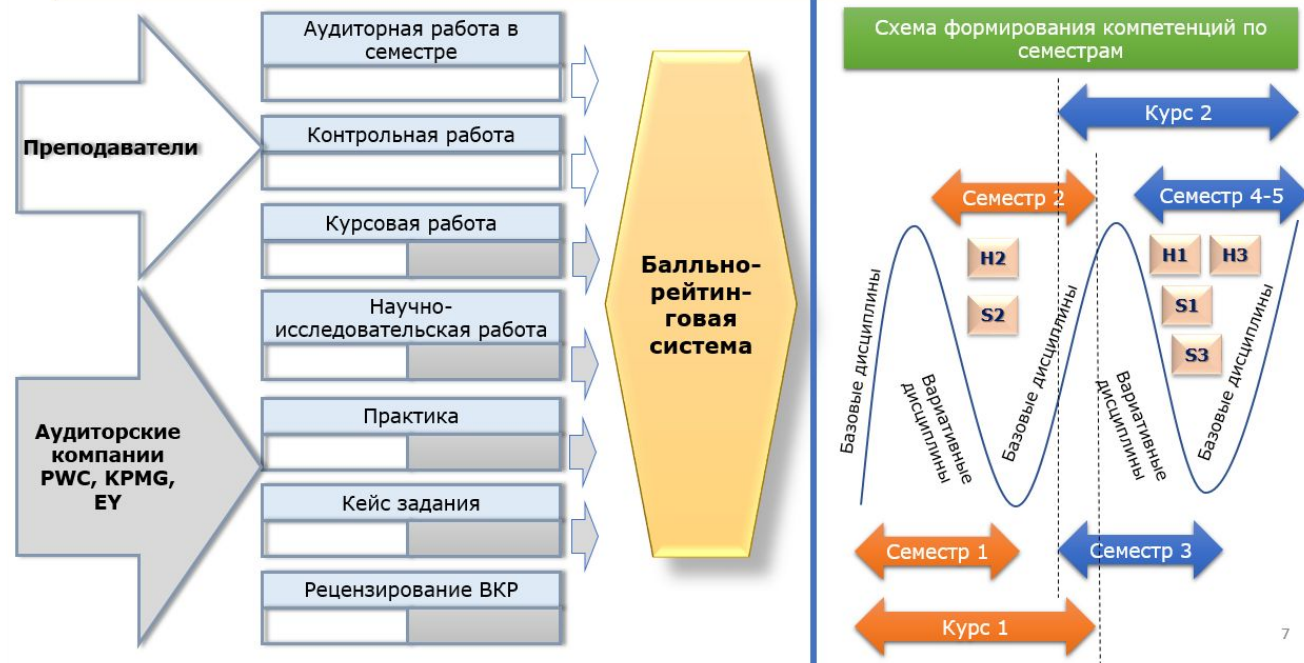 Преподаватели
Аудиторские
компании
PWC, KPMG,
EY
Аудиторная работа в
семестре
Контрольная работа
Курсовая работа
Научно-
исследовательская работа
Практика
Кейс задания
Рецензирование ВКР
Балльно-
рейтин-
говая
система
Схема формирования компетенций по
семестрам
Курс 2
Семестр 2
Семестр 4-5
H2
S2
H1
H3
S1
S3
Базовые дисциплины
Вариативные
дисциплины
Базовые дисциплины
Вариативные
дисциплины
Базовые дисциплины
Семестр 1
Семестр 3
Курс 1
7